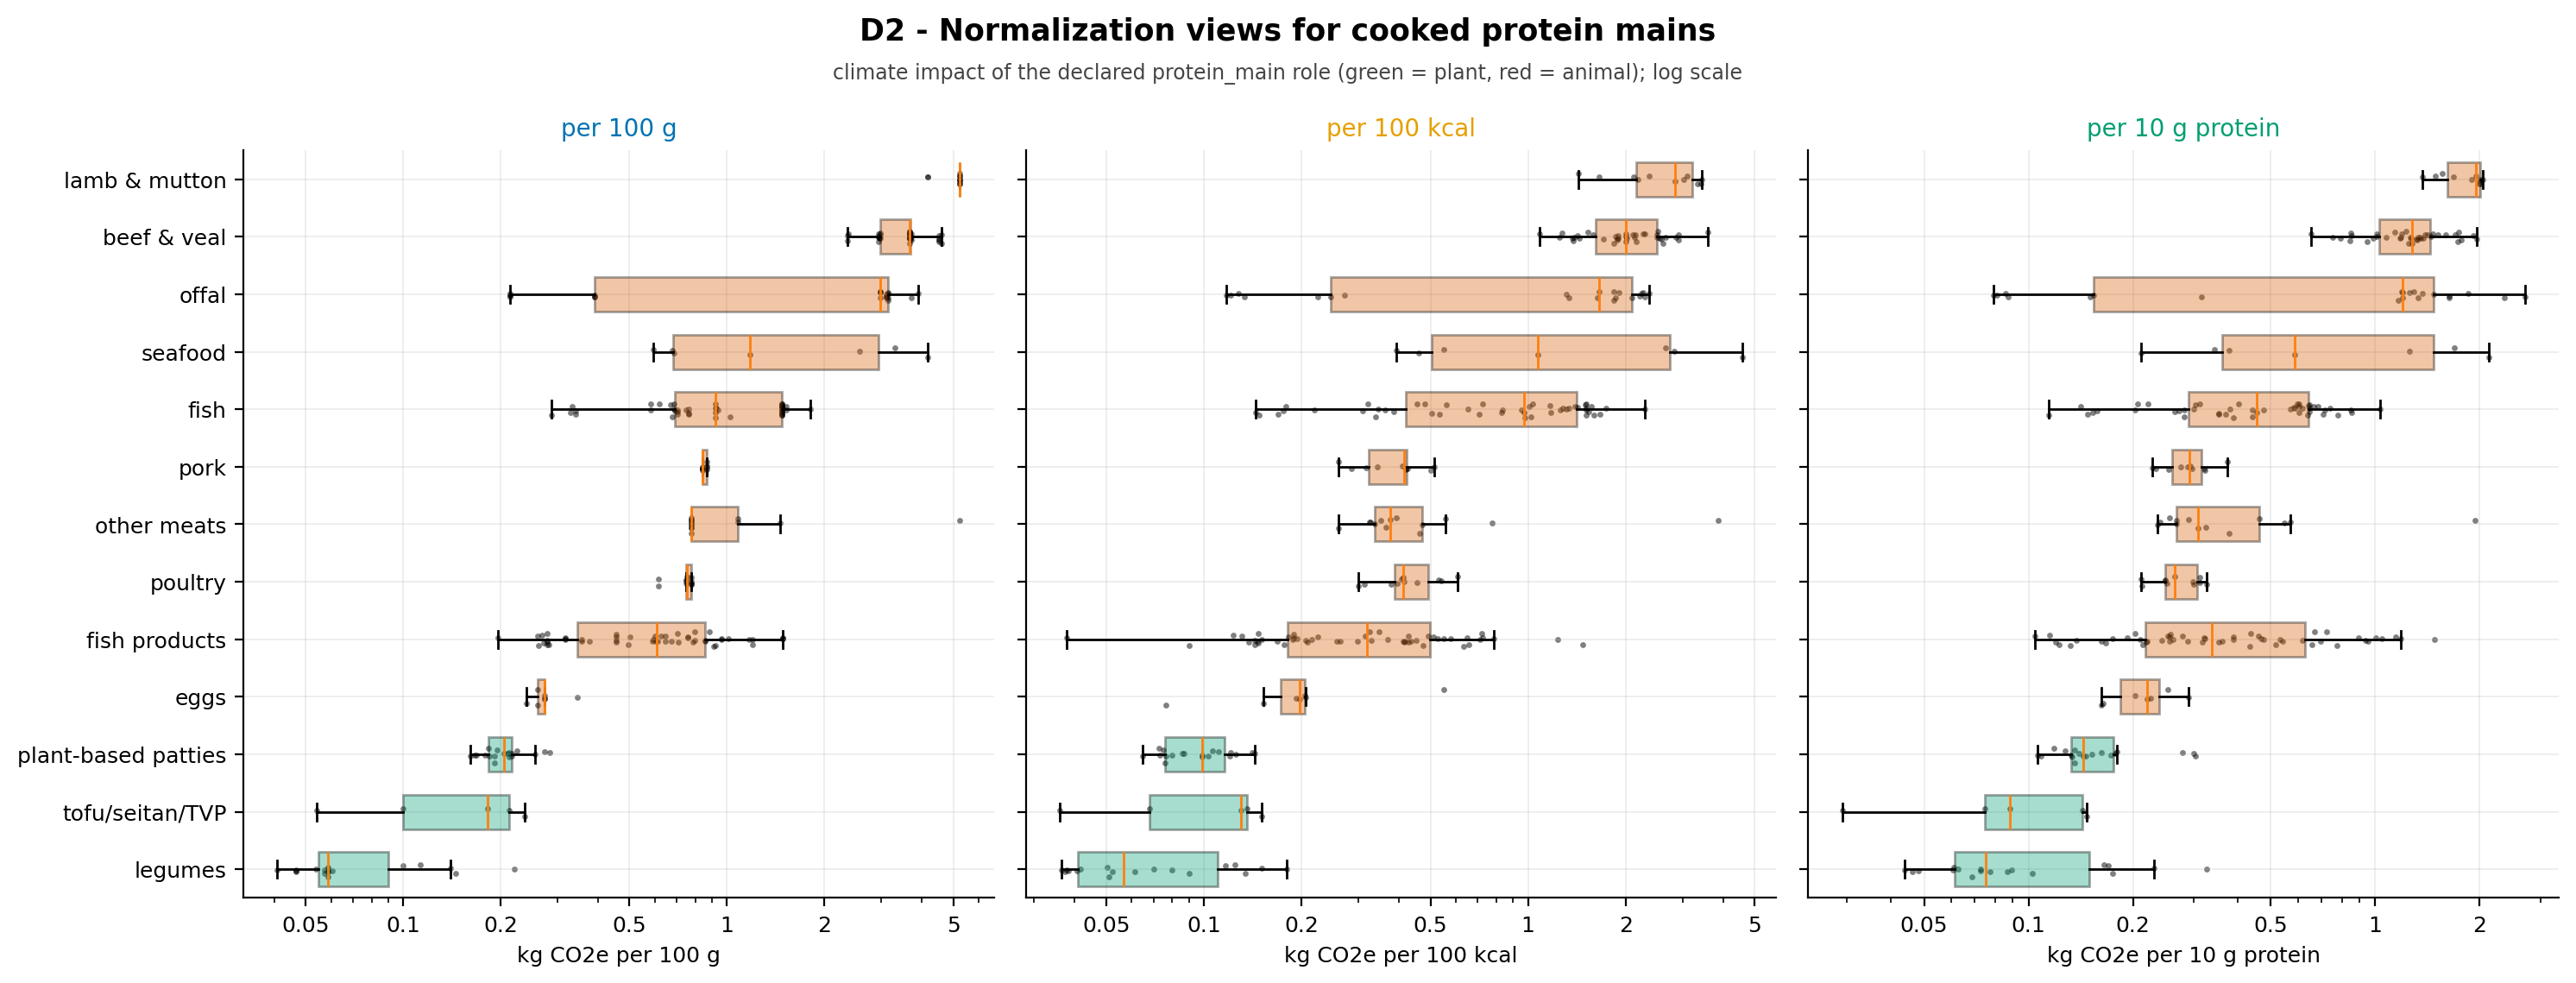 D2 - Normalization views for cooked protein mains
climate impact of the declared protein_main role (green = plant, red = animal); log scale
per 100 g
per 100 kcal
per 10 g protein
lamb & mutton
beef & veal
offal
seafood
fish
pork
other meats
poultry
fish products
eggs
plant-based patties
tofu/seitan/TVP
legumes
0.05 0.1 0.2 0.5 1 2 5
0.05 0.1 0.2 0.5 1 2 5
0.05 0.1 0.2 0.5 1 2
kg CO2e per 100 g
kg CO2e per 100 kcal
kg CO2e per 10 g protein